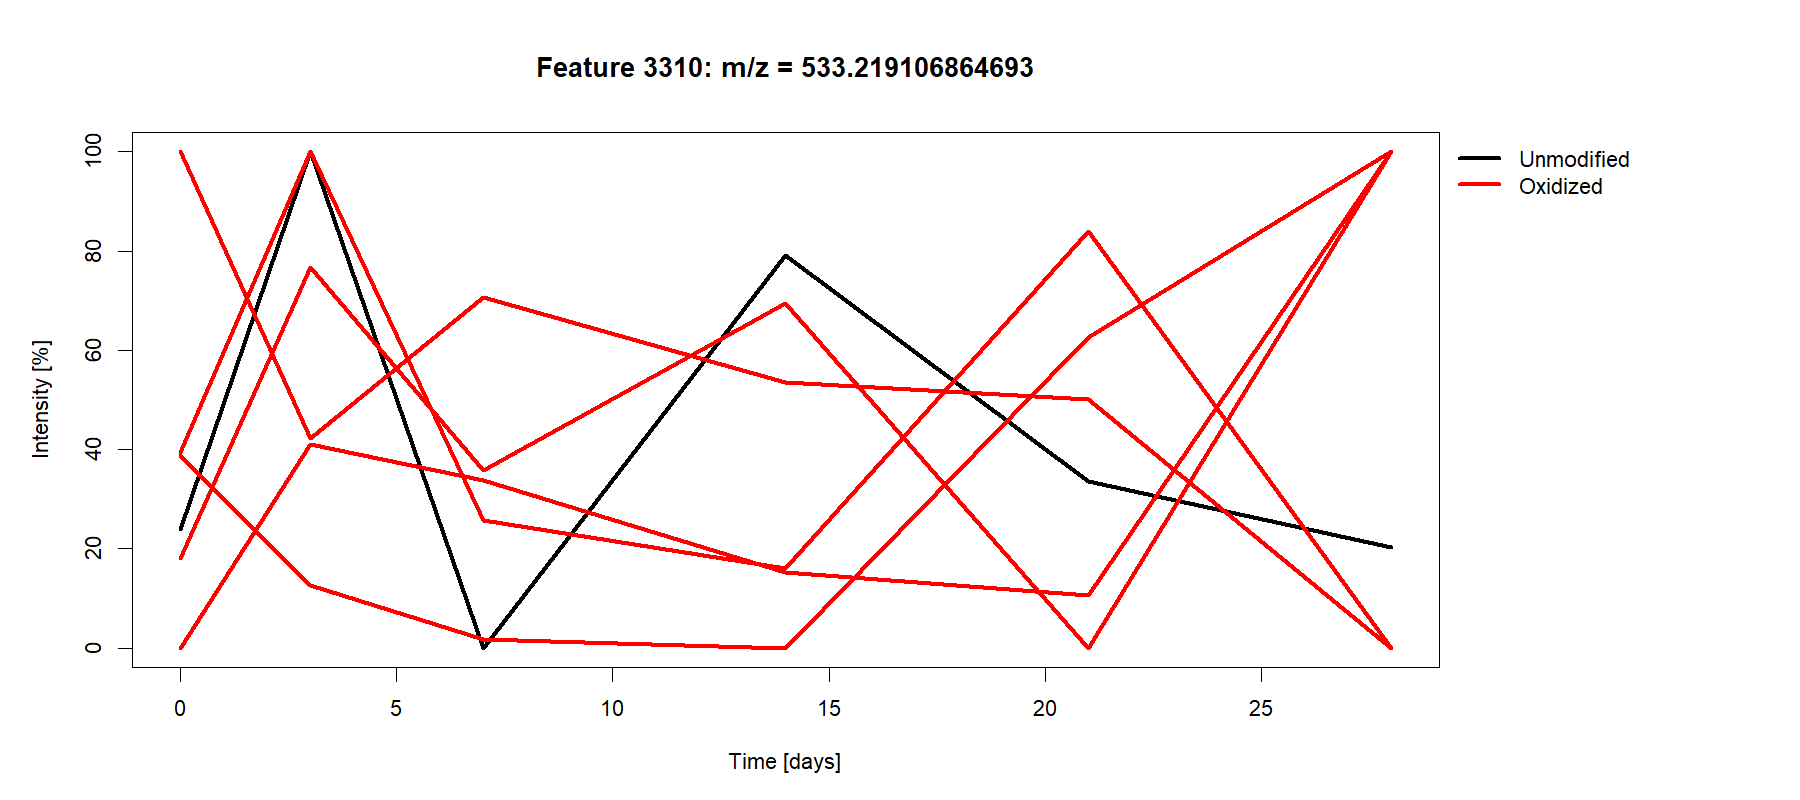 Feature 3310: m/z = 533.219106864693
Unmodified
Oxidized
Intensity [%]
100
80
60
40
20
0
0 5 10 15 20 25
Time [days]